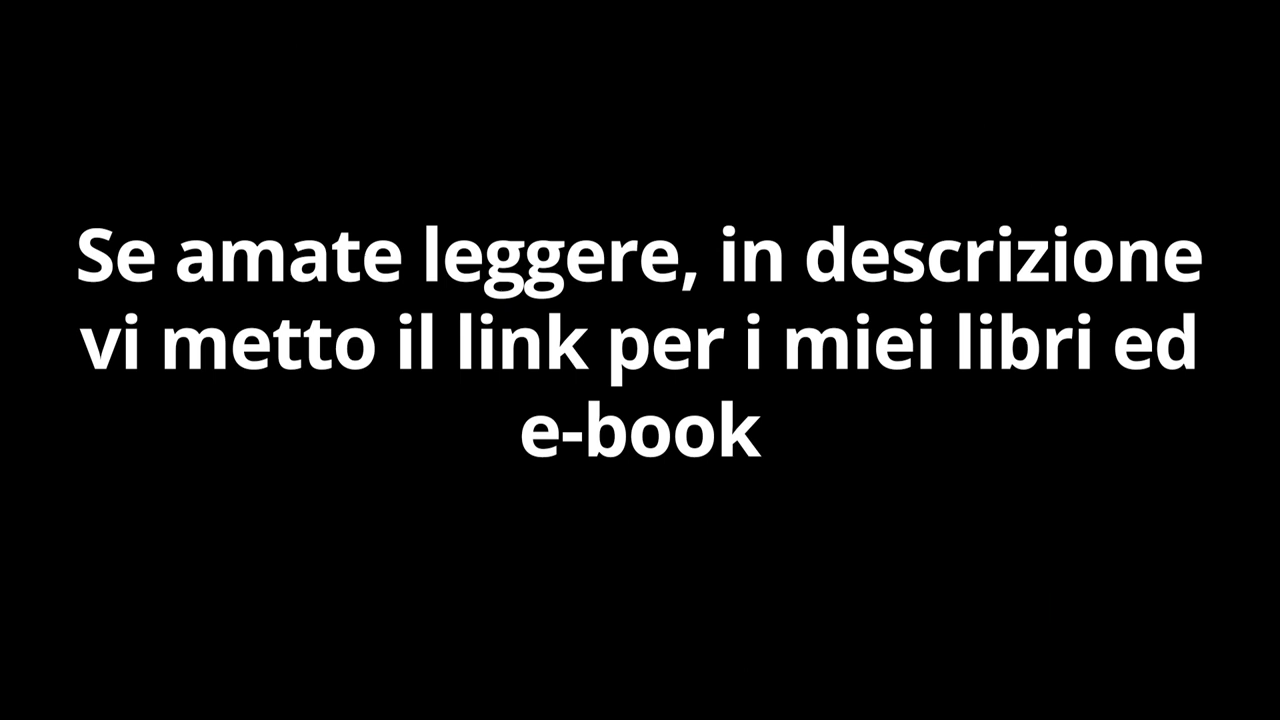 Se amate leggere, in descrizione
vi metto il link per i miei libri ed
e-book